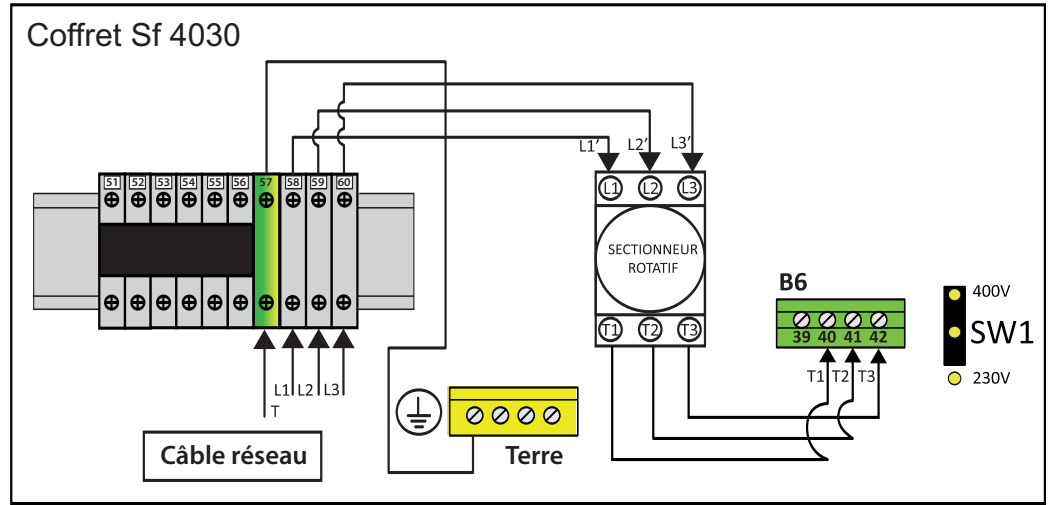 Coffret Sf 4030
L1' L2' L3'
51 52 53 54 55 56 57 58 59 60
L1 L2 L3
SECTIONNEUR
ROTATIF
T1 T2 T3
B6
39 40 41 42
T1 T2 T3
400V
SW1
230V
L1 L2 L3
T
Câble réseau
Terre